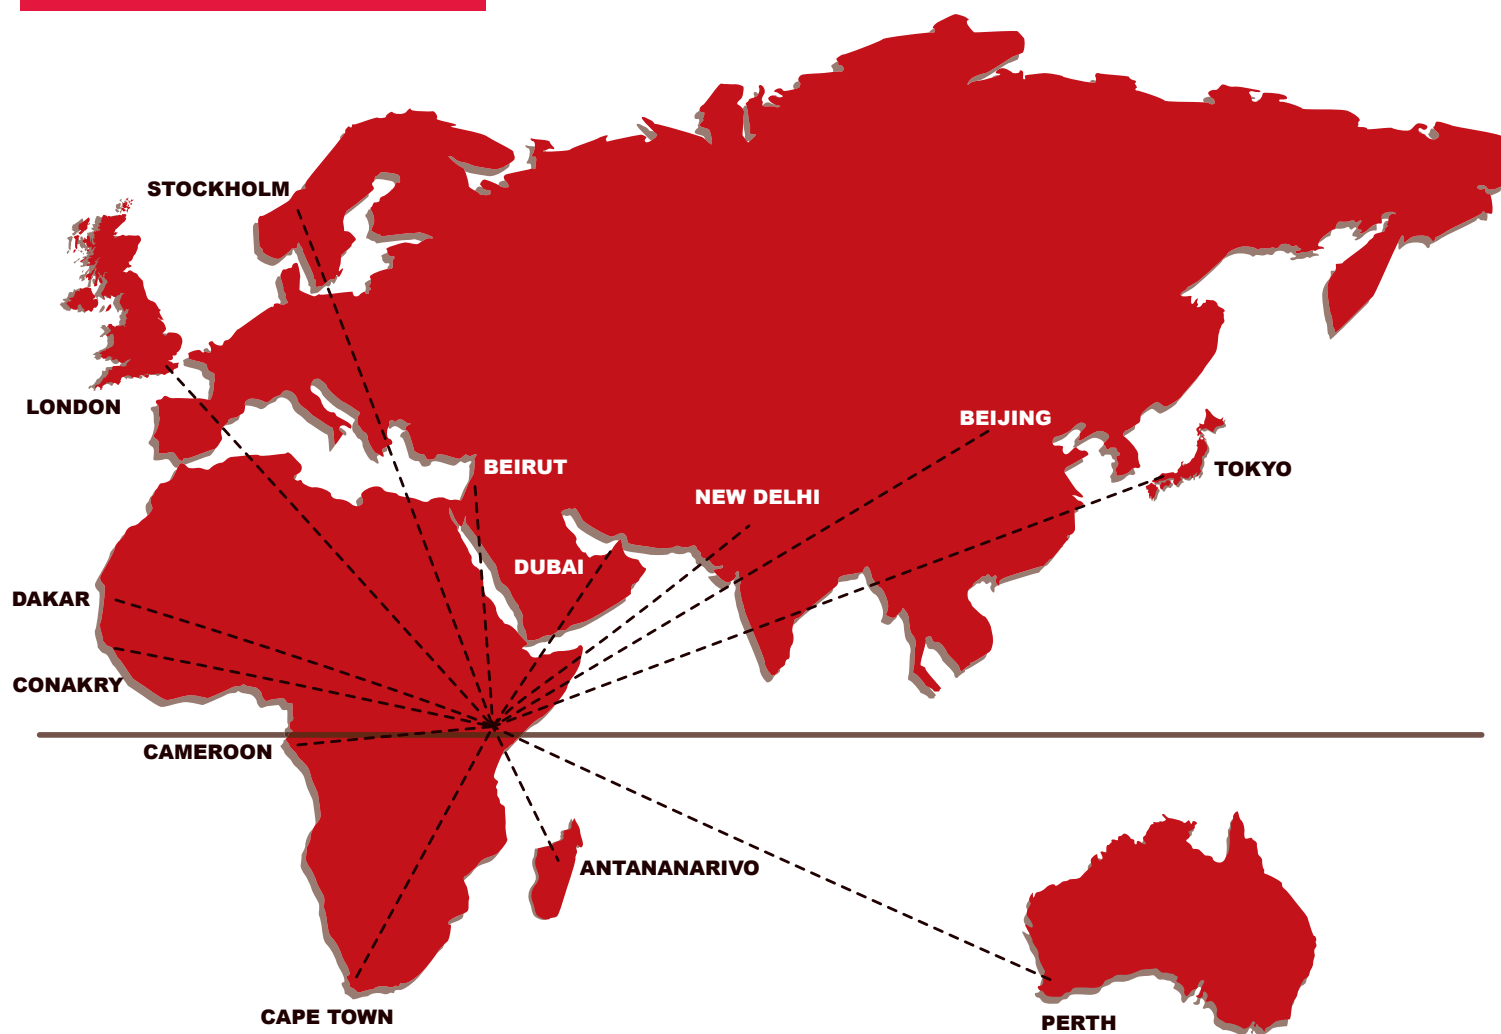 STOCKHOLM
LONDON
BEIJING
BEIRUT
TOKYO
NEW DELHI
DUBAI
DAKAR
CONAKRY
CAMEROON
ANTANANARIVO
CAPE TOWN
PERTH